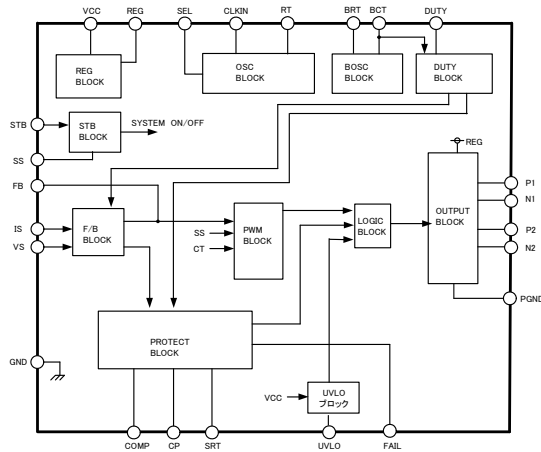 VCC REG SEL CLKIN RT BRT BCT DUTY
REG
BLOCK
OSC
BLOCK
BOSC
BLOCK
DUTY
BLOCK
STB
STB
BLOCK
SYSTEM ON/OFF
SS
FB
REG
IS
VS
F/B
BLOCK
SS
CT
PWM
BLOCK
LOGIC
BLOCK
OUTPUT
BLOCK
P1
N1
P2
N2
PGND
PROTECT
BLOCK
GND
VCC
UVLO
ブロック
COMP CP SRT UVLO FAIL